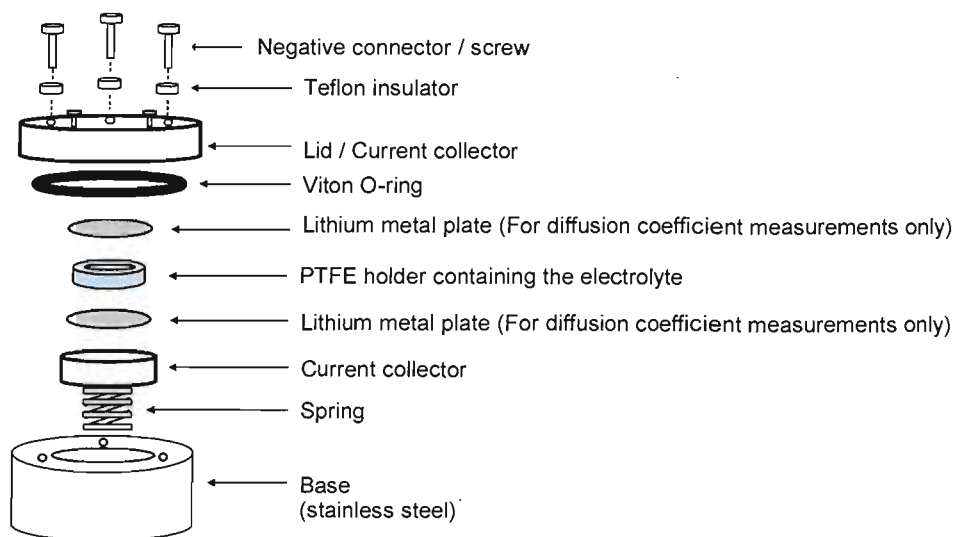 Negative connector / screw
Teflon insulator
Lid / Current collector
Viton O-ring
Lithium metal plate (For diffusion coefficient measurements only)
PTFE holder containing the electrolyte
Lithium metal plate (For diffusion coefficient measurements only)
Current collector
Spring
Base
(stainless steel)